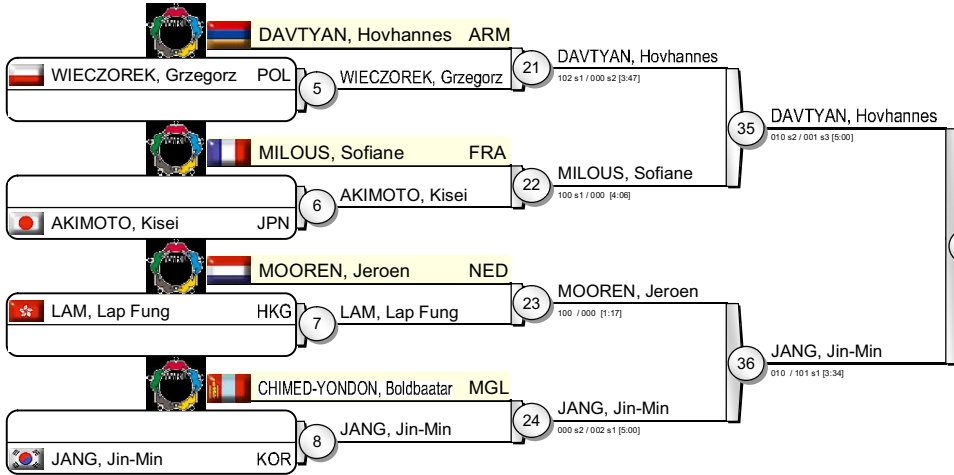 DAVTYAN, Hovhannes ARM
WIECZOREK, Grzegorz POL
5
WIECZOREK, Grzegorz
21
DAVTYAN, Hovhannes
102 s1 / 000 s2 [3:47]
35
DAVTYAN, Hovhannes
010 s2 / 001 s3 [5:00]
MILOUS, Sofiane FRA
6
AKIMOTO, Kisei
AKIMOTO, Kisei JPN
22
MILOUS, Sofiane
100 s1 / 000 [4:06]
MOOREN, Jeroen NED
LAM, Lap Fung HKG
7
LAM, Lap Fung
23
MOOREN, Jeroen
100 / 000 [1:17]
36
JANG, Jin-Min
010 / 101 s1 [3:34]
CHIMED-YONDON, Boldbaatar MGL
8
JANG, Jin-Min
JANG, Jin-Min KOR
24
JANG, Jin-Min
000 s2 / 002 s1 [5:00]